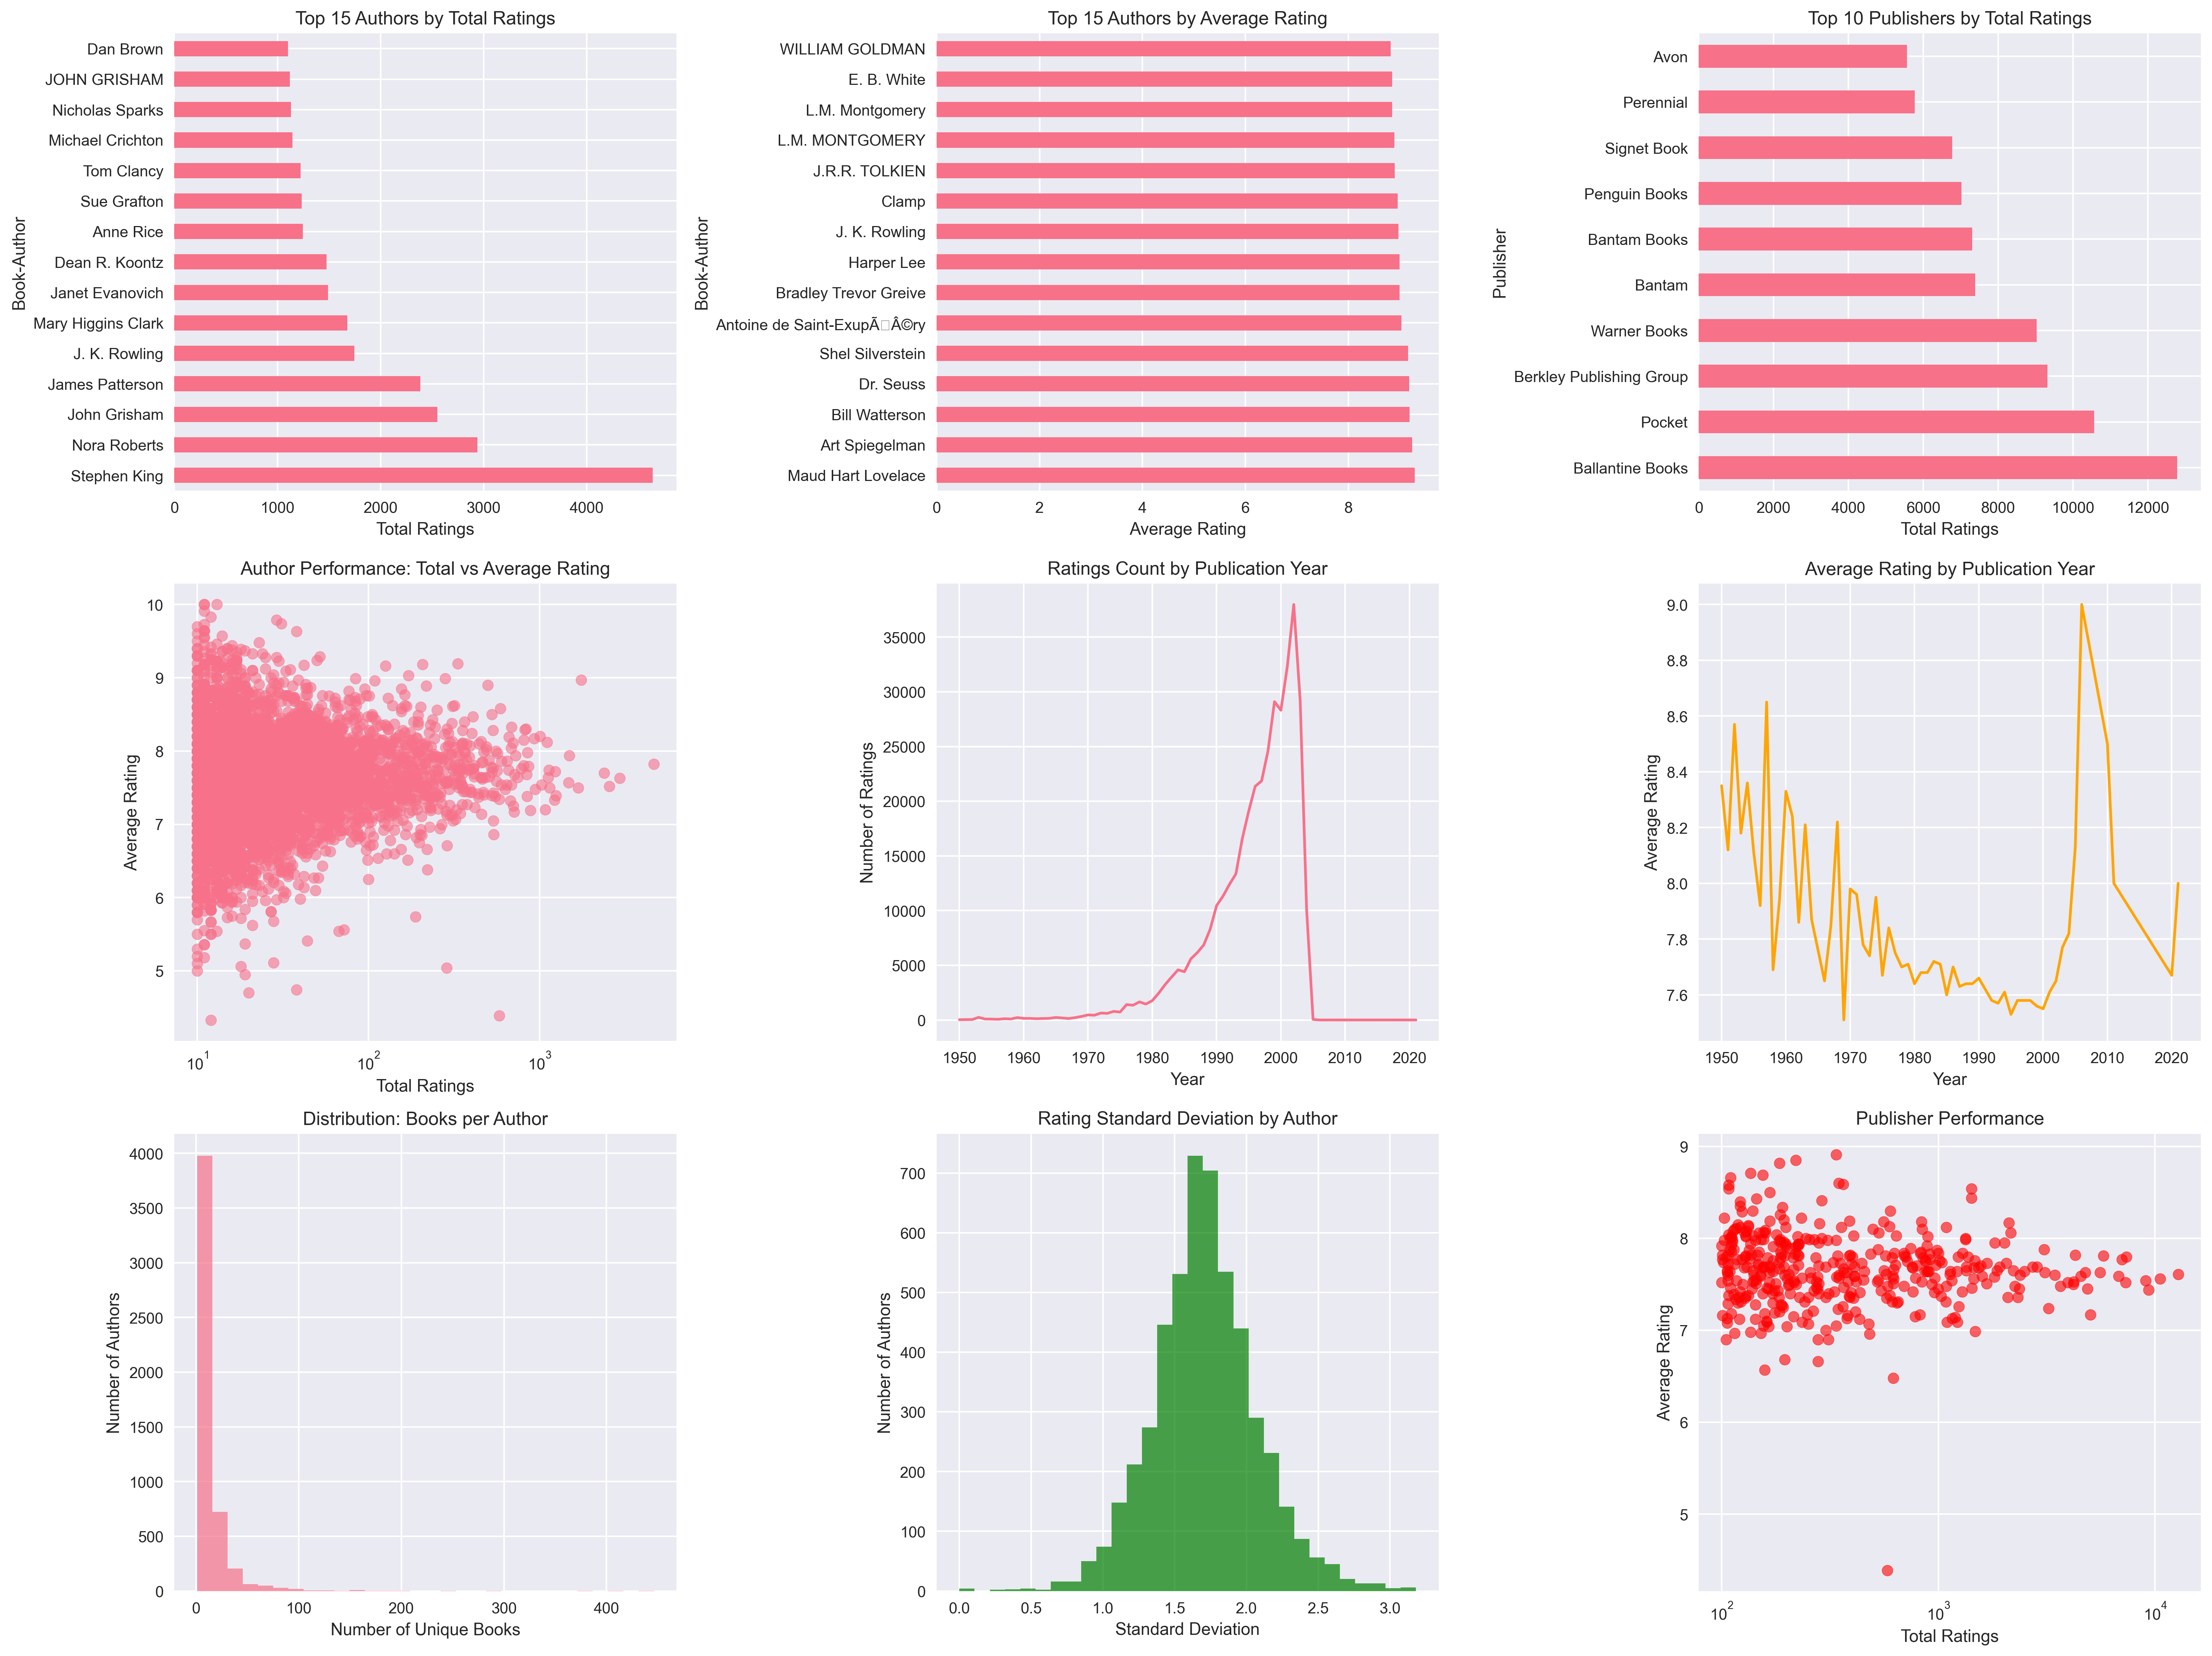 Top 15 Authors by Total Ratings
Book-Author
Dan Brown
JOHN GRISHAM
Nicholas Sparks
Michael Crichton
Tom Clancy
Sue Grafton
Anne Rice
Dean R. Koontz
Janet Evanovich
Mary Higgins Clark
J. K. Rowling
James Patterson
John Grisham
Nora Roberts
Stephen King
0 1000 2000 3000 4000
Total Ratings
Top 15 Authors by Average Rating
Book-Author
WILLIAM GOLDMAN
E. B. White
L.M. Montgomery
L.M. MONTGOMERY
J.R.R. TOLKIEN
Clamp
J. K. Rowling
Harper Lee
Bradley Trevor Greive
Antoine de Saint-ExupÃ□Â©ry
Shel Silverstein
Dr. Seuss
Bill Watterson
Art Spiegelman
Maud Hart Lovelace
0 2 4 6 8
Average Rating
Top 10 Publishers by Total Ratings
Publisher
Avon
Perennial
Signet Book
Penguin Books
Bantam Books
Bantam
Warner Books
Berkley Publishing Group
Pocket
Ballantine Books
0 2000 4000 6000 8000 10000 12000
Total Ratings
Author Performance: Total vs Average Rating
Average Rating
10
9
8
7
6
5
10¹ 10² 10³
Total Ratings
Ratings Count by Publication Year
Number of Ratings
35000
30000
25000
20000
15000
10000
5000
0
1950 1960 1970 1980 1990 2000 2010 2020
Year
Average Rating by Publication Year
Average Rating
9.0
8.8
8.6
8.4
8.2
8.0
7.8
7.6
1950 1960 1970 1980 1990 2000 2010 2020
Year
Distribution: Books per Author
Number of Authors
4000
3500
3000
2500
2000
1500
1000
500
0
0 100 200 300 400
Number of Unique Books
Rating Standard Deviation by Author
Number of Authors
700
600
500
400
300
200
100
0
0.0 0.5 1.0 1.5 2.0 2.5 3.0
Standard Deviation
Publisher Performance
Average Rating
9
8
7
6
5
10² 10³ 10⁴
Total Ratings